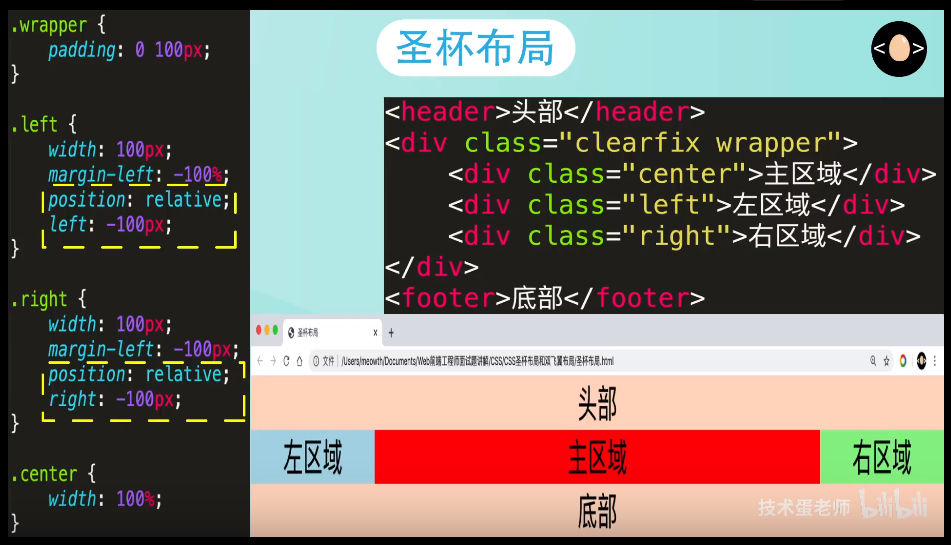 .wrapper {
    padding: 0 100px;
}
.left {
    width: 100px;
    margin-left: -100%;
    position: relative;
    left: -100px;
}
.right {
    width: 100px;
    margin-left: -100px;
    position: relative;
    right: -100px;
}
.center {
    width: 100%;
}
圣杯布局
< >
<header>头部</header>
<div class="clearfix wrapper">
    <div class="center">主区域</div>
    <div class="left">左区域</div>
    <div class="right">右区域</div>
</div>
<footer>底部</footer>
圣杯布局 x +
文件 | /Users/meowth/Documents/Web前端工程师面试题讲解/CSS/CSS圣杯布局和双飞翼布局/圣杯布局.html
头部
左区域 主区域 右区域
底部
技术蛋老师 bilibili